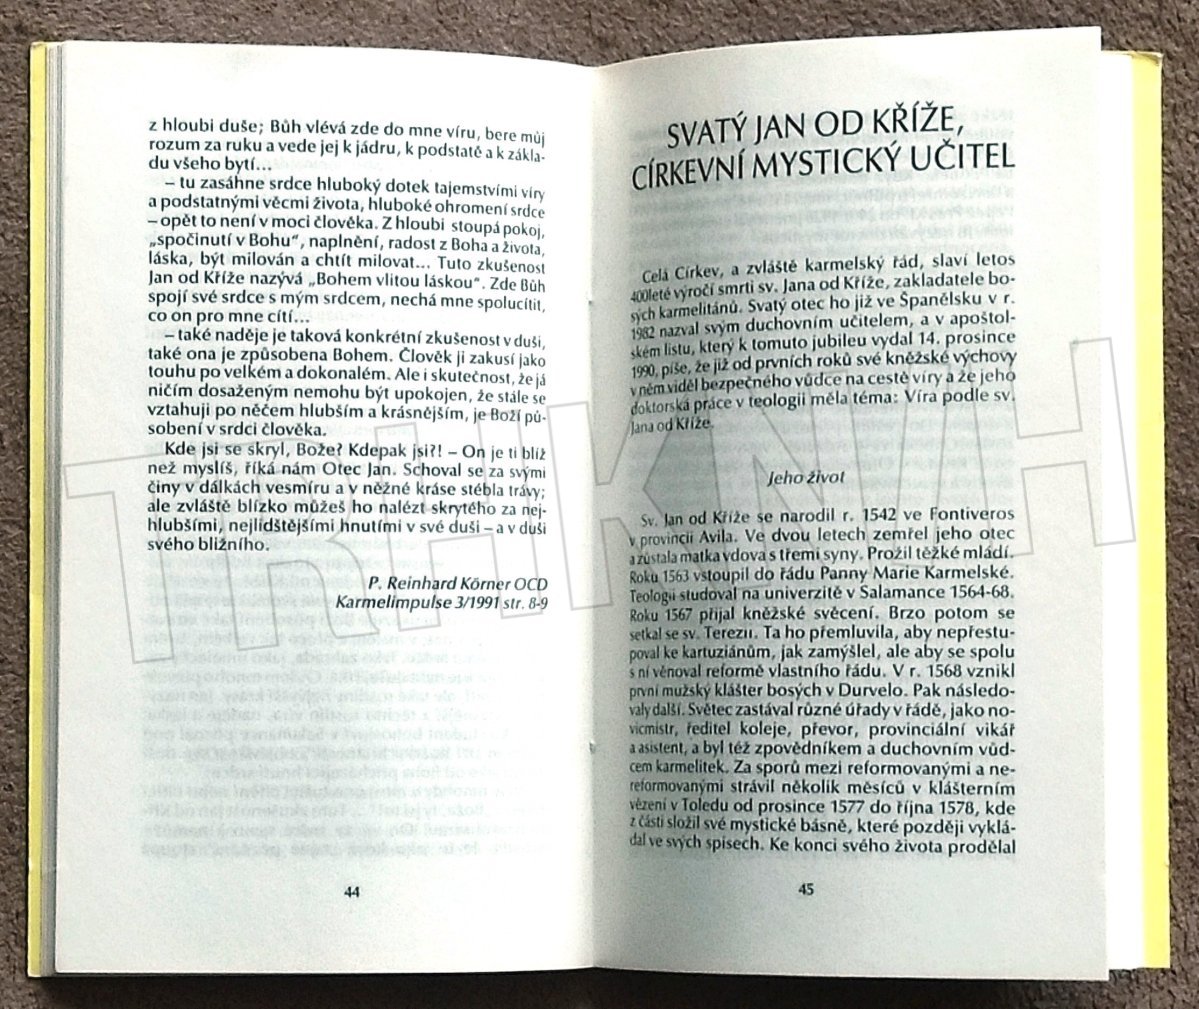 z hloubi duše; Bůh vlévá zde do mne víru, bere můj
rozum za ruku a vede jej k jádru, k podstatě a k zákla-
du všeho bytí...
– tu zasáhne srdce hluboký dotek tajemstvími víry
a podstatnými věcmi života, hluboké ohromení srdce
– opět to není v moci člověka. Z hloubi stoupá pokoj,
„spočinutí v Bohu“, naplnění, radost z Boha a života,
láska, být milován a chtít milovat... Tuto zkušenost
Jan od Kříže nazývá „Bohem vlitou láskou“. Zde Bůh
spojí své srdce s mým srdcem, nechá mne spolucítit,
co on pro mne cítí...
– také naděje je taková konkrétní zkušenost v duši,
také ona je způsobena Bohem. Člověk ji zakusí jako
touhu po velkém a dokonalém. Ale i skutečnost, že já
ničím dosaženým nemohu být upokojen, že stále se
vztahuji po něčem hlubším a krásnějším, je Boží pů-
sobení v srdci člověka.
Kde jsi se skryl, Bože? Kdepak jsi?! – On je ti blíž
než myslíš, říká nám Otec Jan. Schoval se za svými
činy v dálkách vesmíru a v něžné kráse stébla trávy;
ale zvláště blízko můžeš ho nalézt skrytého za nej-
hlubšími, nejlidštějšími hnutími v své duši – a v duši
svého bližního.
P. Reinhard Körner OCD
Karmelimpulse 3/1991 str. 8-9
44
SVATÝ JAN OD KŘÍŽE,
CÍRKEVNÍ MYSTICKÝ UČITEL
Celá Církev, a zvláště karmelský řád, slaví letos
400leté výročí smrti sv. Jana od Kříže, zakladatele bo-
sých karmelitánů. Svatý otec ho již ve Španělsku v r.
1982 nazval svým duchovním učitelem, a v apoštol-
ském listu, který k tomuto jubileu vydal 14. prosince
1990, píše, že již od prvních roků své kněžské výchovy
v něm viděl bezpečného vůdce na cestě víry a že jeho
doktorská práce v teologii měla téma: Víra podle sv.
Jana od Kříže.
Jeho život
Sv. Jan od Kříže se narodil r. 1542 ve Fontiveros
v provincii Avila. Ve dvou letech zemřel jeho otec
a zůstala matka vdova s třemi syny. Prožil těžké mládí.
Roku 1563 vstoupil do řádu Panny Marie Karmelské.
Teologii studoval na univerzitě v Salamance 1564-68.
Roku 1567 přijal kněžské svěcení. Brzo potom se
setkal se sv. Terezií. Ta ho přemluvila, aby nepřestu-
poval ke kartuziánům, jak zamýšlel, ale aby se spolu
s ní věnoval reformě vlastního řádu. V r. 1568 vznikl
první mužský klášter bosých v Durvelo. Pak následo-
valy další. Světec zastával různé úřady v řádě, jako no-
vicmistr, ředitel koleje, převor, provinciální vikář
a asistent, a byl též zpovědníkem a duchovním vůd-
cem karmelitek. Za sporů mezi reformovanými a ne-
reformovanými strávil několik měsíců v klášterním
vězení v Toledu od prosince 1577 do října 1578, kde
z části složil své mystické básně, které později vyklá-
dal ve svých spisech. Ke konci svého života prodělal
45
TRHKNIH